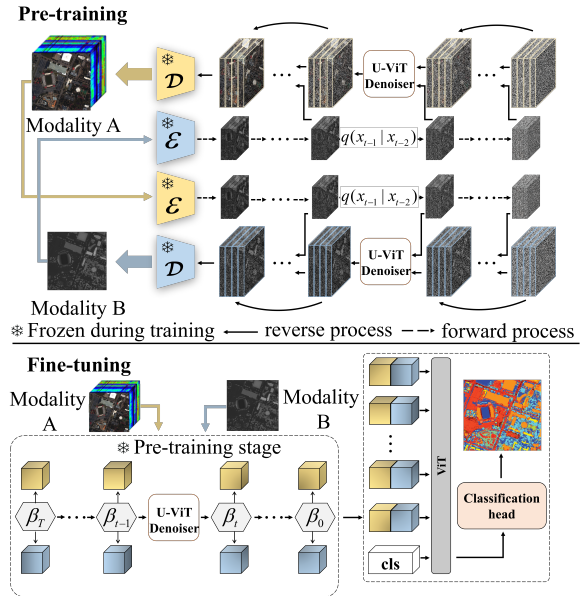 Pre-training
Modality A
D
U-ViT
Denoiser
E
q(x_{t-1} | x_{t-2})
E
q(x_{t-1} | x_{t-2})
D
U-ViT
Denoiser
Modality B
Frozen during training
reverse process
forward process
Fine-tuning
Modality
A
Modality
B
Pre-training stage
β_T
β_{t-1}
U-ViT
Denoiser
β_t
β_0
ViT
Classification
head
cls